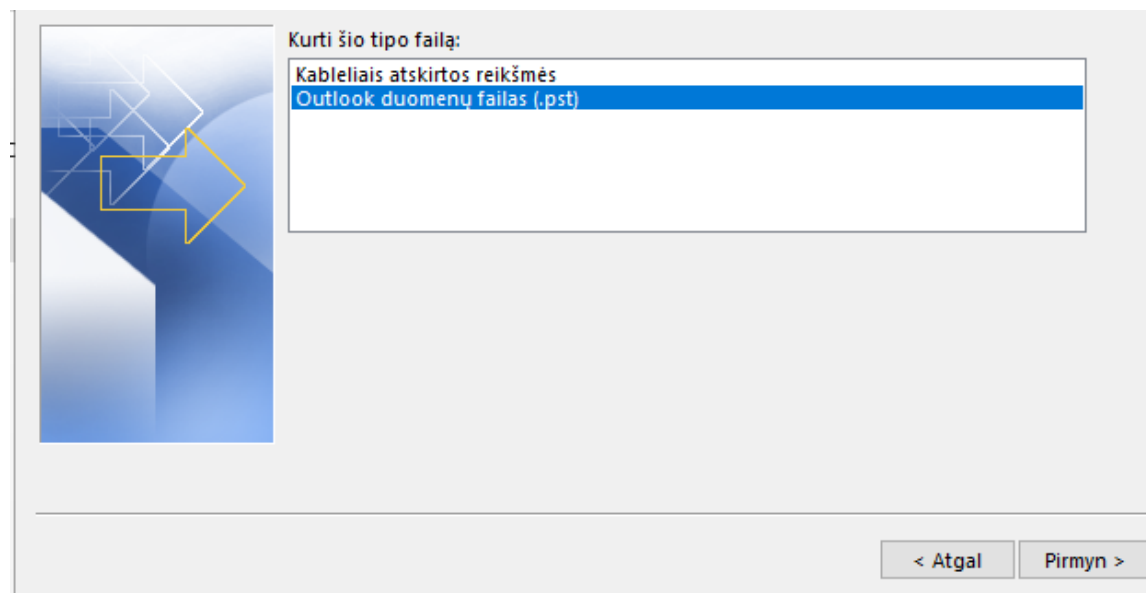 Kurti šio tipo failą:
Kableliais atskirtos reikšmės
Outlook duomenų failas (.pst)
< Atgal
Pirmyn >